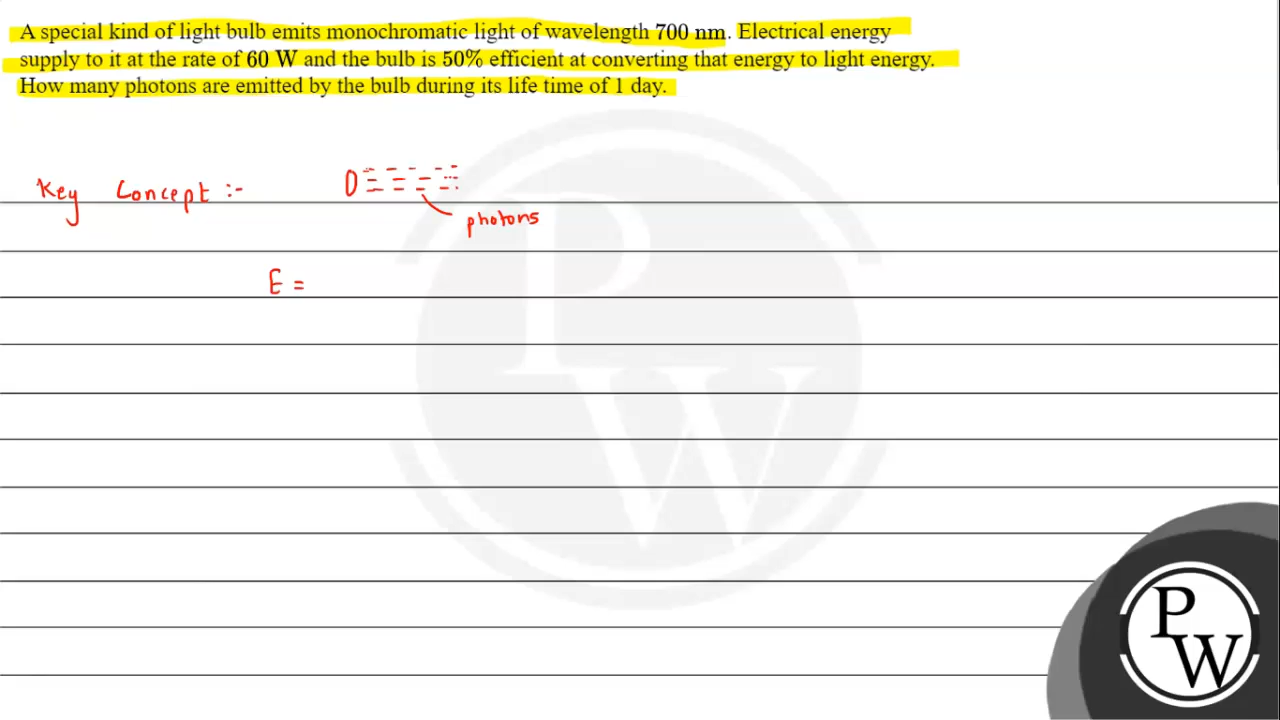 A special kind of light bulb emits monochromatic light of wavelength 700 nm. Electrical energy
supply to it at the rate of 60 W and the bulb is 50% efficient at converting that energy to light energy.
How many photons are emitted by the bulb during its life time of 1 day.
Key Concept :-
photons
E =
P W
P W